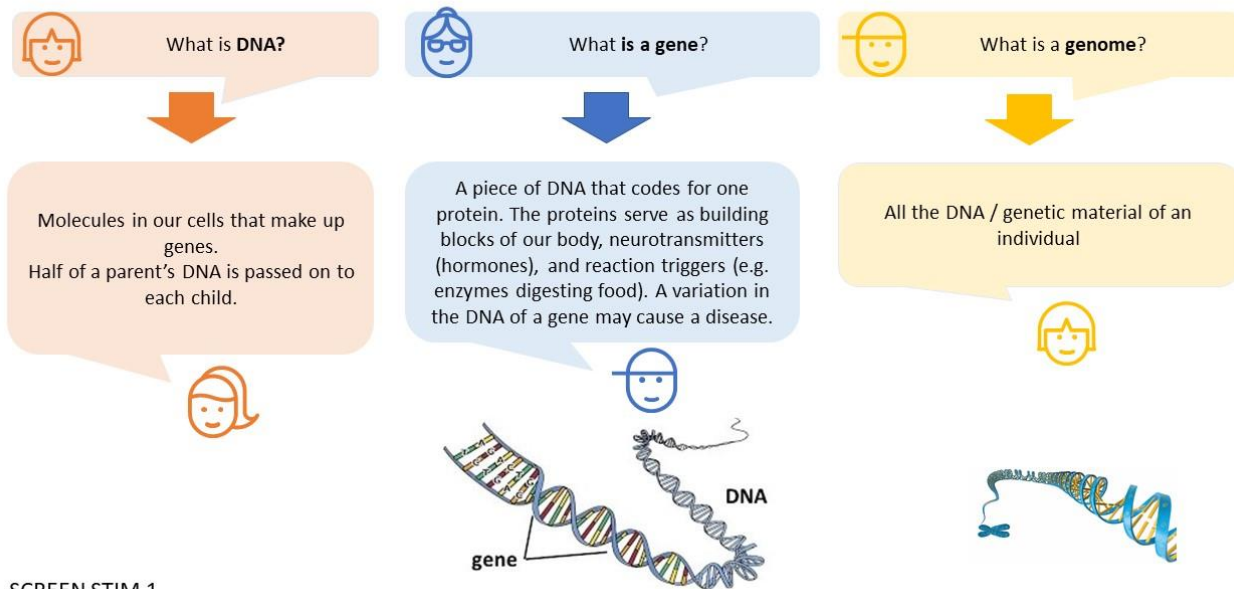 What is DNA?
What is a gene?
What is a genome?
Molecules in our cells that make up
genes.
Half of a parent's DNA is passed on to
each child.
A piece of DNA that codes for one
protein. The proteins serve as building
blocks of our body, neurotransmitters
(hormones), and reaction triggers (e.g.
enzymes digesting food). A variation in
the DNA of a gene may cause a disease.
All the DNA / genetic material of an
individual
DNA
gene
SCREEN STIM 1